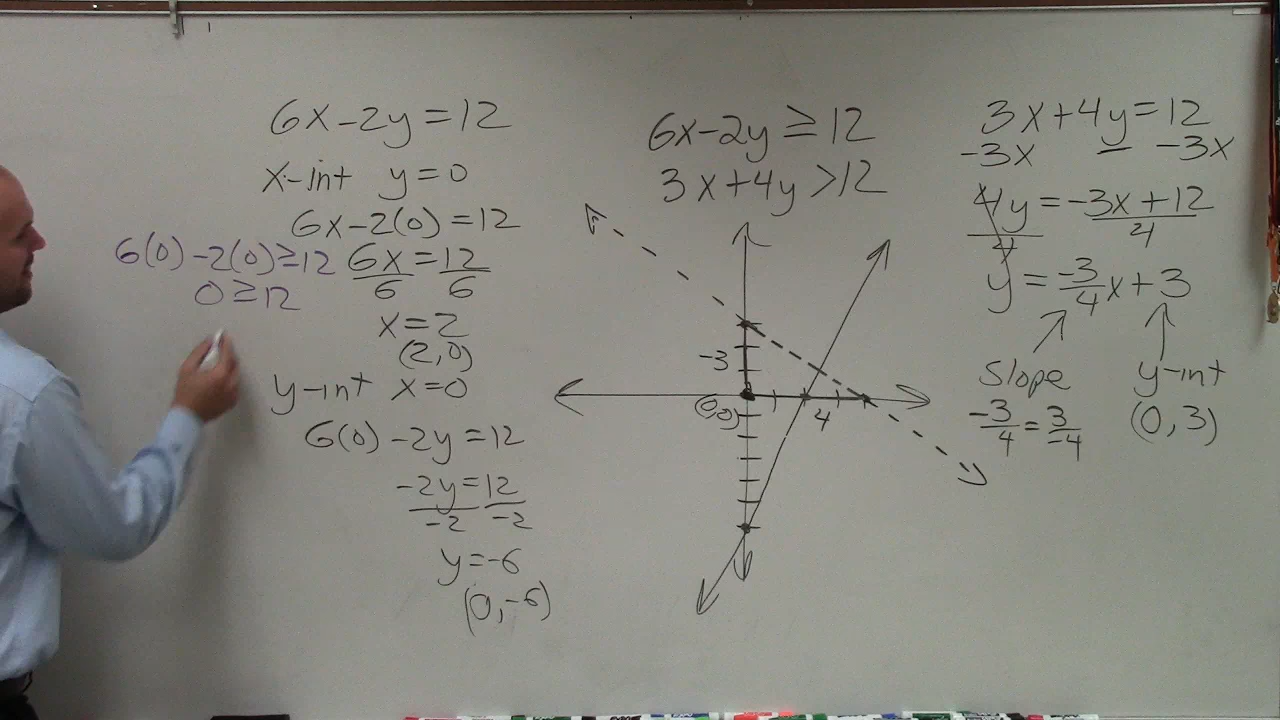 6x-2y=12
x-int y=0
6x-2(0)=12
6(0)-2(0)≥12
0≥12
6x=12
6 6
x=2
(2,0)
y-int x=0
6(0)-2y=12
-2y=12
-2 -2
y=-6
(0,-6)
6x-2y≥12
3x+4y>12
-3
(0,0)
4
3x+4y=12
-3x -3x
4y=-3x+12
4 4
y=-3/4x+3
Slope
-3/4=3/-4
y-int
(0,3)